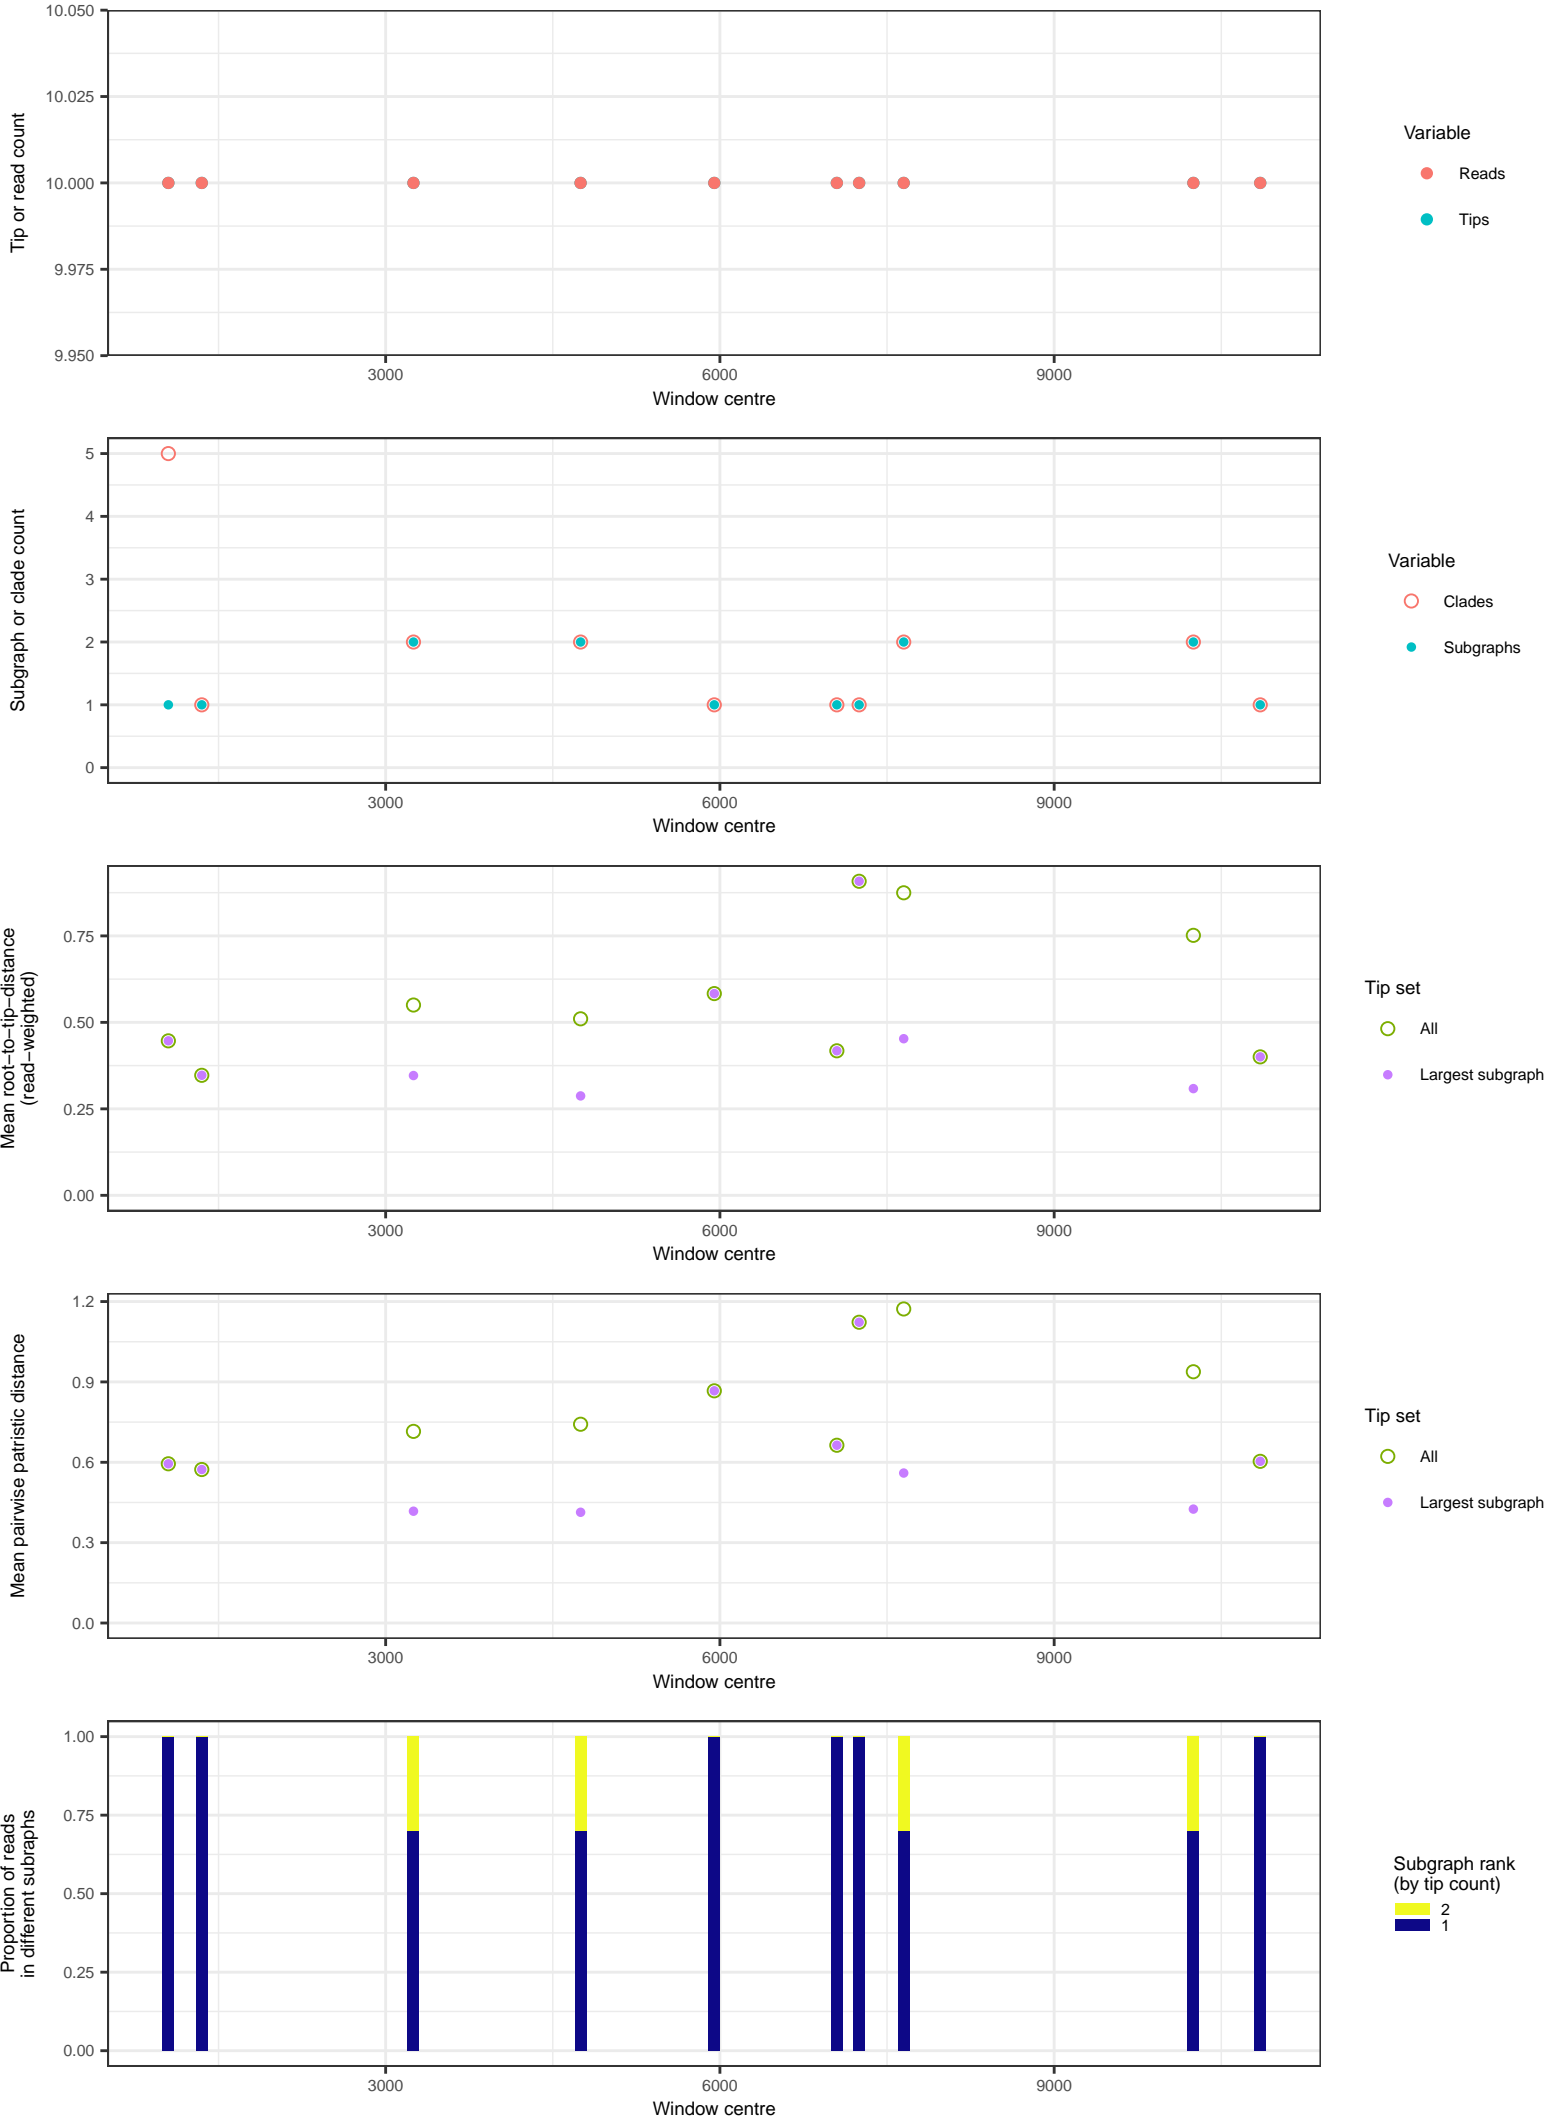 10.050
10.025
10.000
9.975
9.950
Tip or read count
3000
6000
9000
Window centre
Variable
Reads
Tips
5
4
3
2
1
0
Subgraph or clade count
3000
6000
9000
Window centre
Variable
Clades
Subgraphs
0.75
0.50
0.25
0.00
Mean root−to−tip−distance
(read−weighted)
3000
6000
9000
Window centre
Tip set
All
Largest subgraph
1.2
0.9
0.6
0.3
0.0
Mean pairwise patristic distance
3000
6000
9000
Window centre
Tip set
All
Largest subgraph
1.00
0.75
0.50
0.25
0.00
Proportion of reads
in different subraphs
3000
6000
9000
Window centre
Subgraph rank
(by tip count)
2
1